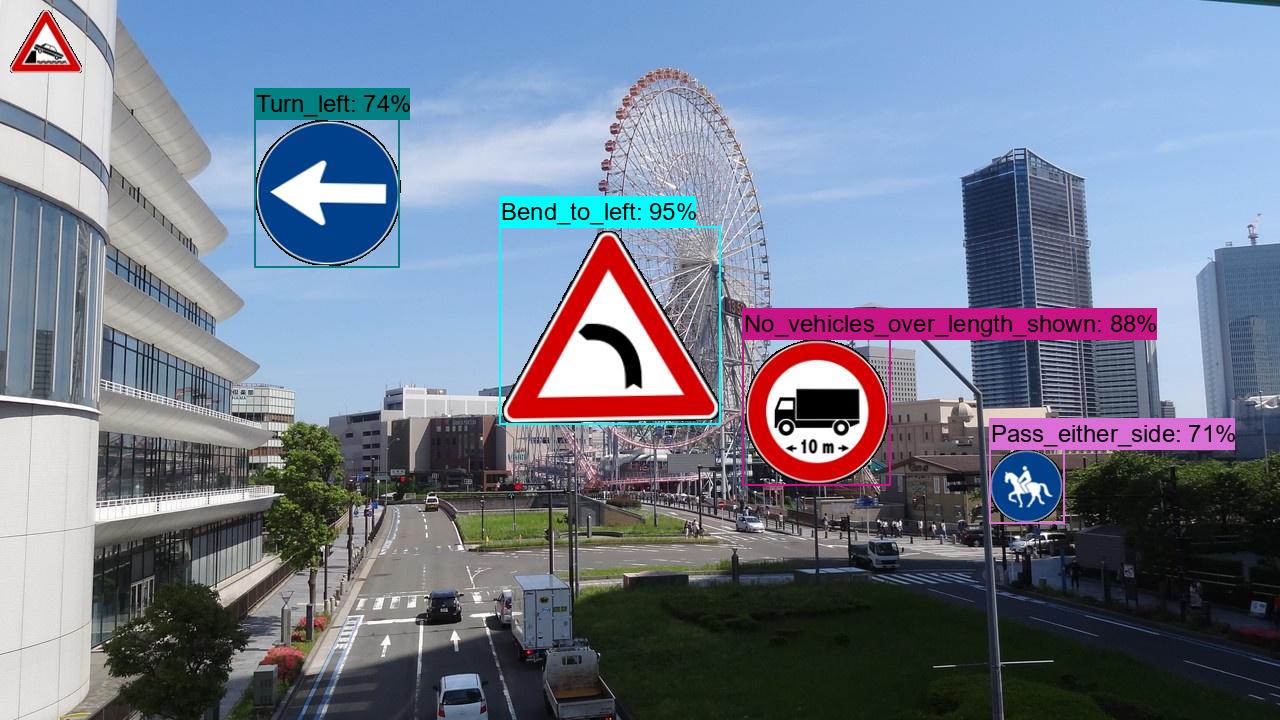 Turn_left: 74%
Bend_to_left: 95%
No_vehicles_over_length_shown: 88%
10 m
Pass_either_side: 71%